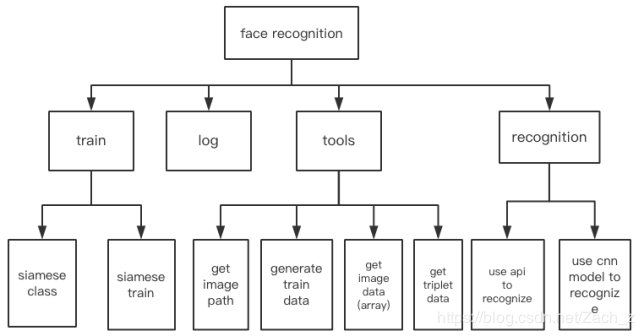 face recognition
train
log
tools
recognition
siamese
class
siamese
train
get
image
path
generate
train
data
get
image
data
(array)
get
triplet
data
use api
to
recognize
use cnn
model to
recogniz
e
https://blog.csdn.net/Zach_z